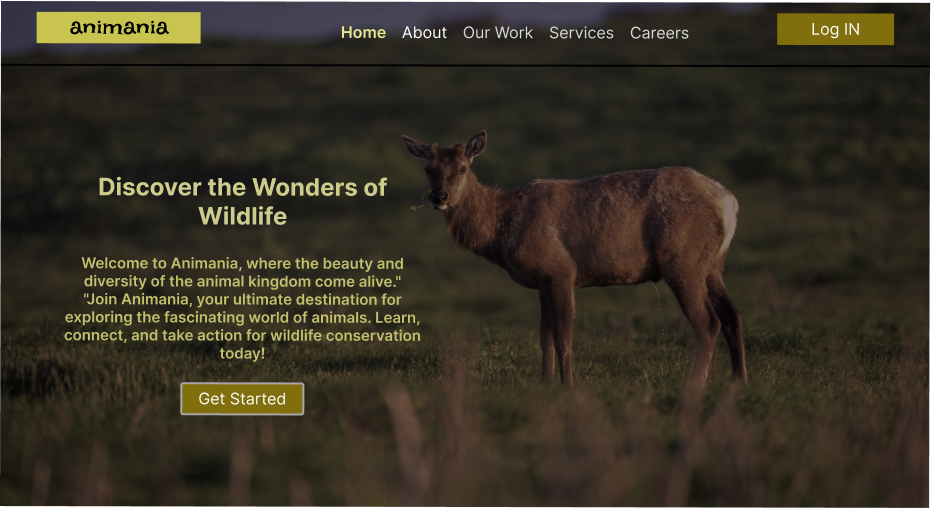 animania
Home About Our Work Services Careers
Log IN
Discover the Wonders of
Wildlife
Welcome to Animania, where the beauty and
diversity of the animal kingdom come alive."
"Join Animania, your ultimate destination for
exploring the fascinating world of animals. Learn,
connect, and take action for wildlife conservation
today!
Get Started